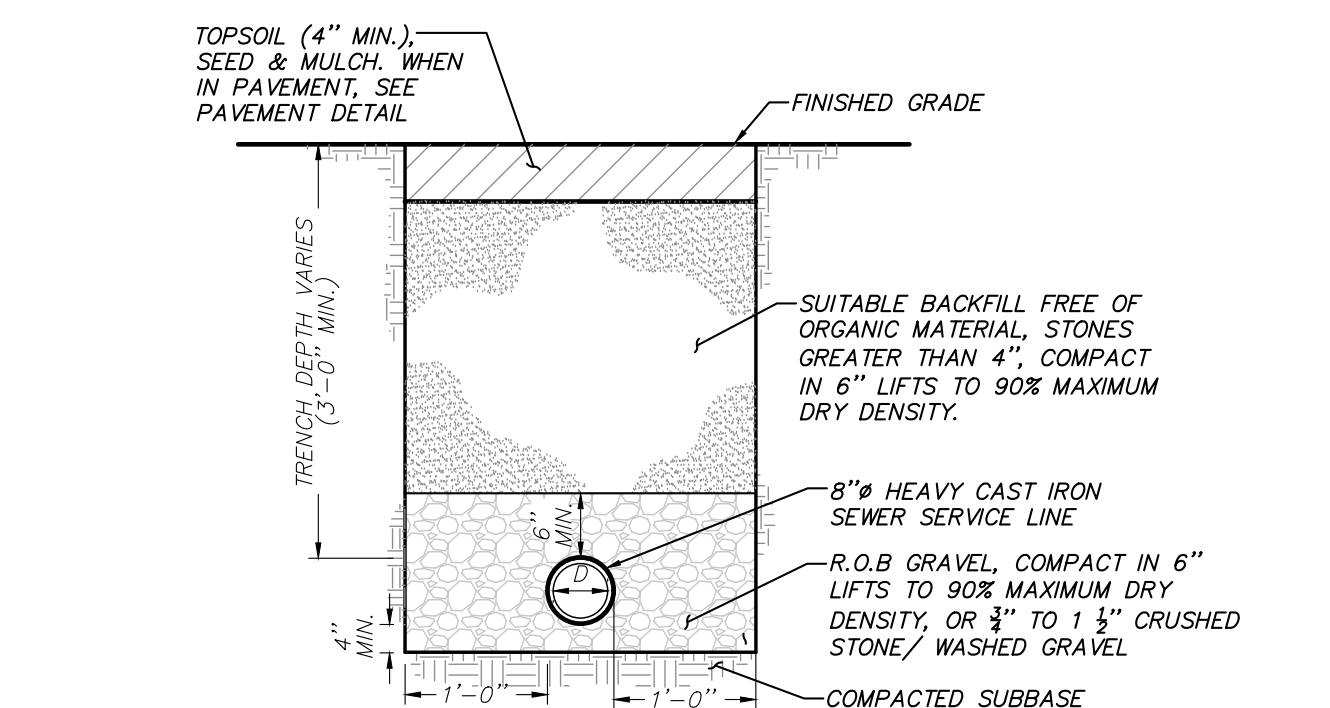 TOPSOIL (4" MIN.),
SEED & MULCH. WHEN
IN PAVEMENT, SEE
PAVEMENT DETAIL
FINISHED GRADE
TRENCH DEPTH VARIES
(3'-0" MIN.)
SUITABLE BACKFILL FREE OF
ORGANIC MATERIAL, STONES
GREATER THAN 4", COMPACT
IN 6" LIFTS TO 90% MAXIMUM
DRY DENSITY.
8"ø HEAVY CAST IRON
SEWER SERVICE LINE
6"
MIN.
D
R.O.B GRAVEL, COMPACT IN 6"
LIFTS TO 90% MAXIMUM DRY
DENSITY, OR 3/4" TO 1 1/2" CRUSHED
STONE/ WASHED GRAVEL
4"
MIN.
1'-0"
1'-0"
COMPACTED SUBBASE